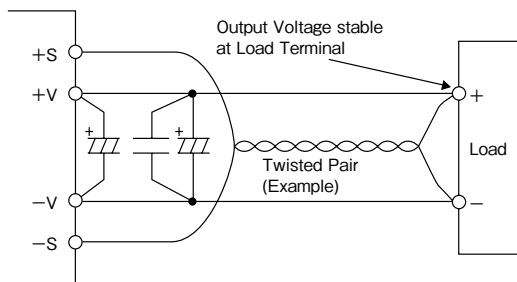 Output Voltage stable
at Load Terminal
+S
+V
+
+
+
Load
Twisted Pair
(Example)
−V
−
−S